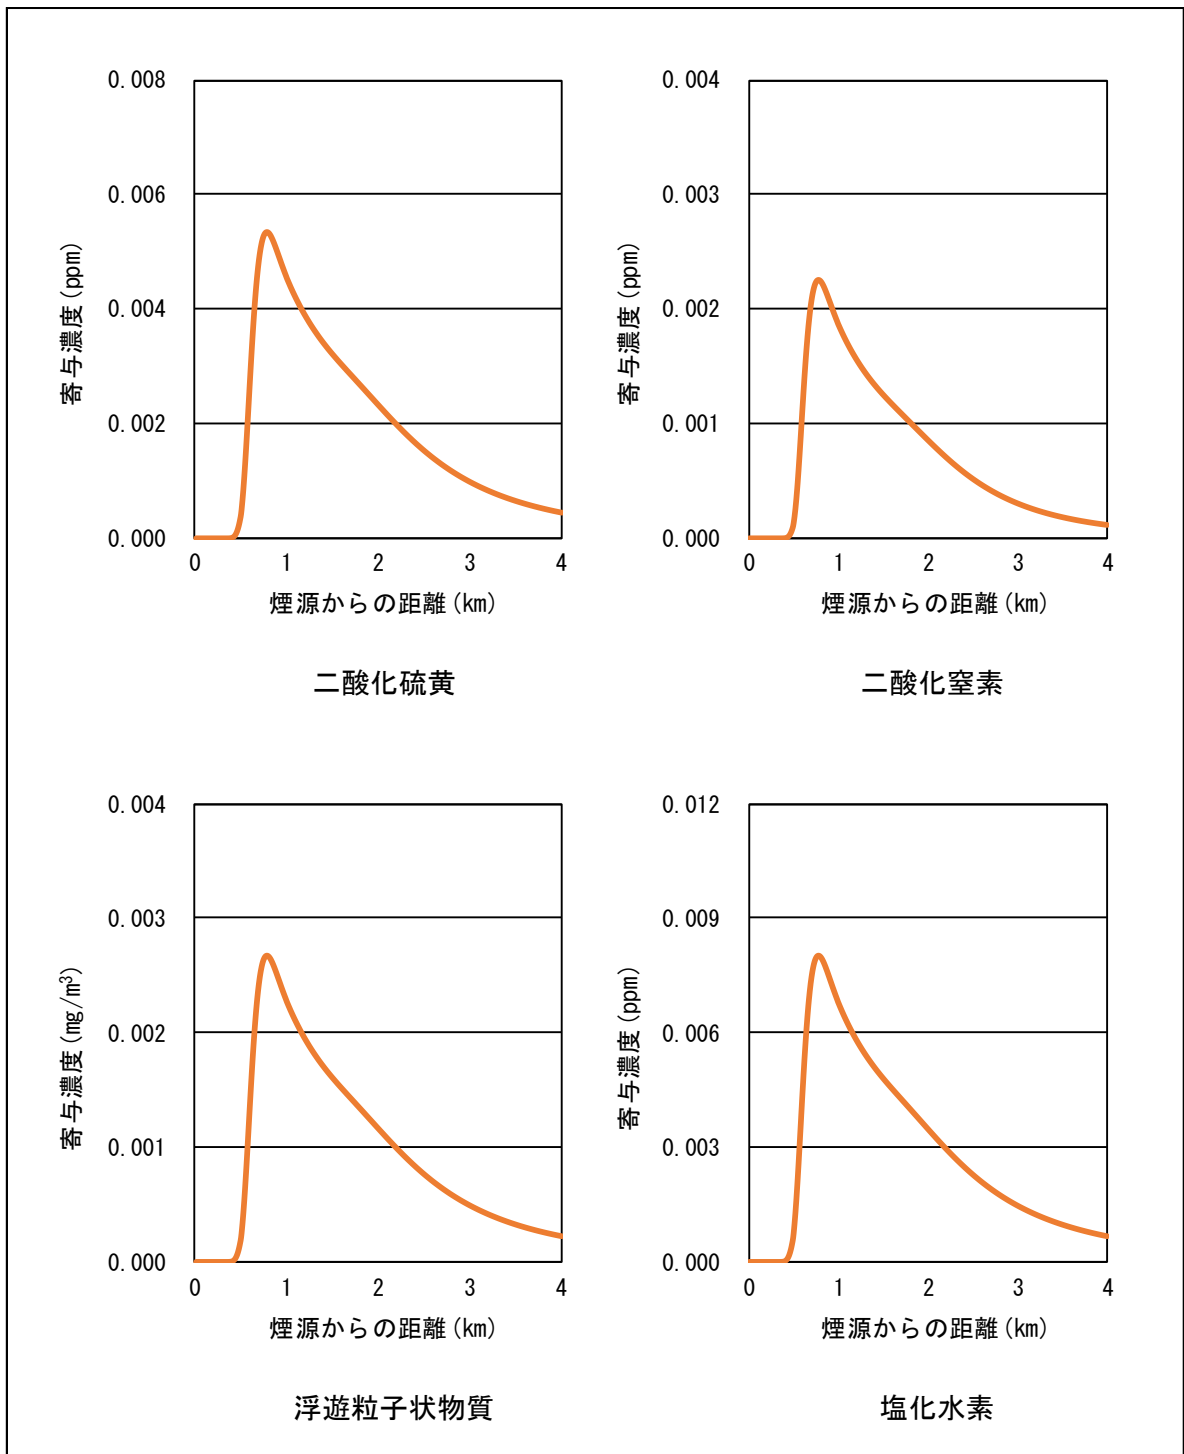 0.008
0.006
0.004
0.002
0.000
寄与濃度(ppm)
0 1 2 3 4
煙源からの距離(km)
二酸化硫黄
0.004
0.003
0.002
0.001
0.000
寄与濃度(ppm)
0 1 2 3 4
煙源からの距離(km)
二酸化窒素
0.004
0.003
0.002
0.001
0.000
寄与濃度(mg/m³)
0 1 2 3 4
煙源からの距離(km)
浮遊粒子状物質
0.012
0.009
0.006
0.003
0.000
寄与濃度(ppm)
0 1 2 3 4
煙源からの距離(km)
塩化水素